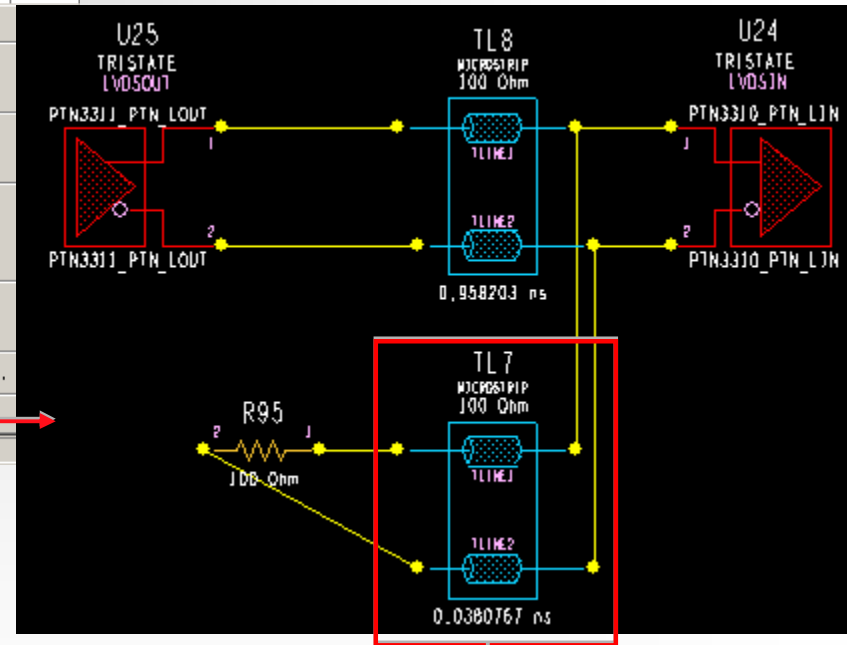 U25
TRISTATE
LVDSOUT
PTN3311_PTN_LOUT
1
2
PTN3311_PTN_LOUT
TL8
MICROSTRIP
100 Ohm
TLINE1
TLINE2
0.958203 ns
U24
TRISTATE
LVDSIN
PTN3310_PTN_LIN
1
2
PTN3310_PTN_LIN
R95
2 1
100 Ohm
TL7
MICROSTRIP
100 Ohm
TLINE1
TLINE2
0.0380767 ns